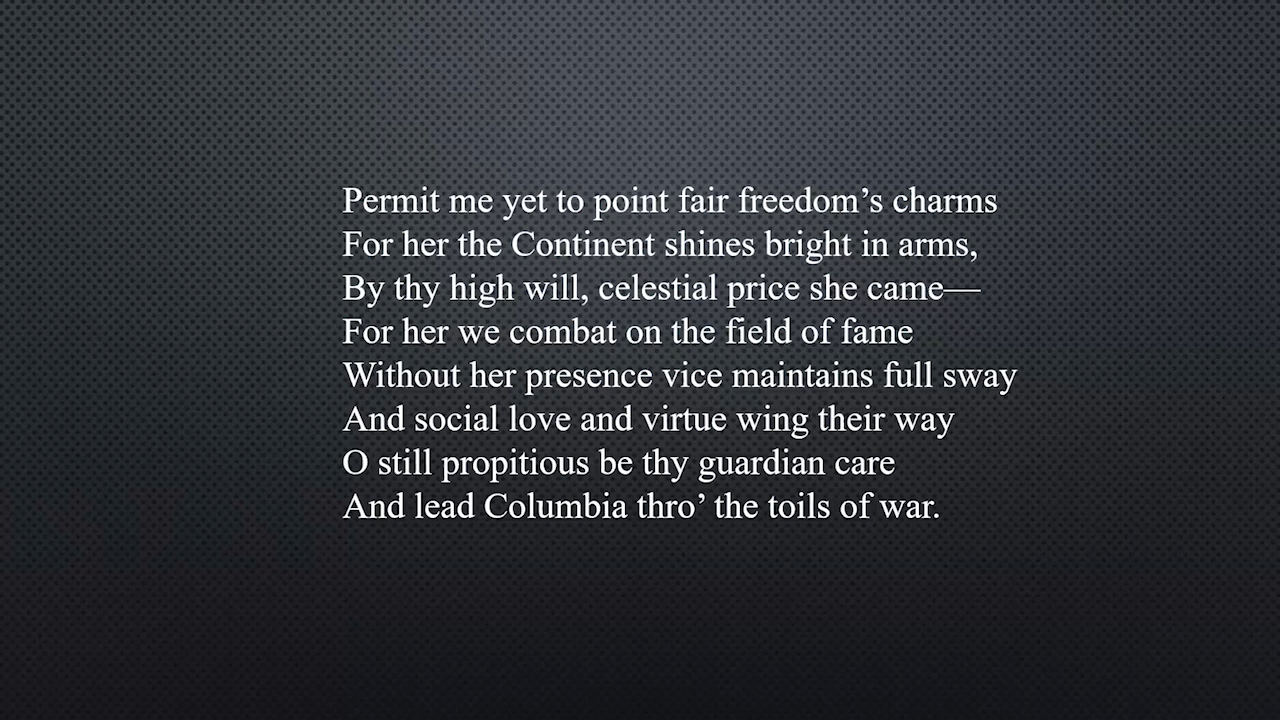 Permit me yet to point fair freedom’s charms
For her the Continent shines bright in arms,
By thy high will, celestial price she came—
For her we combat on the field of fame
Without her presence vice maintains full sway
And social love and virtue wing their way
O still propitious be thy guardian care
And lead Columbia thro’ the toils of war.